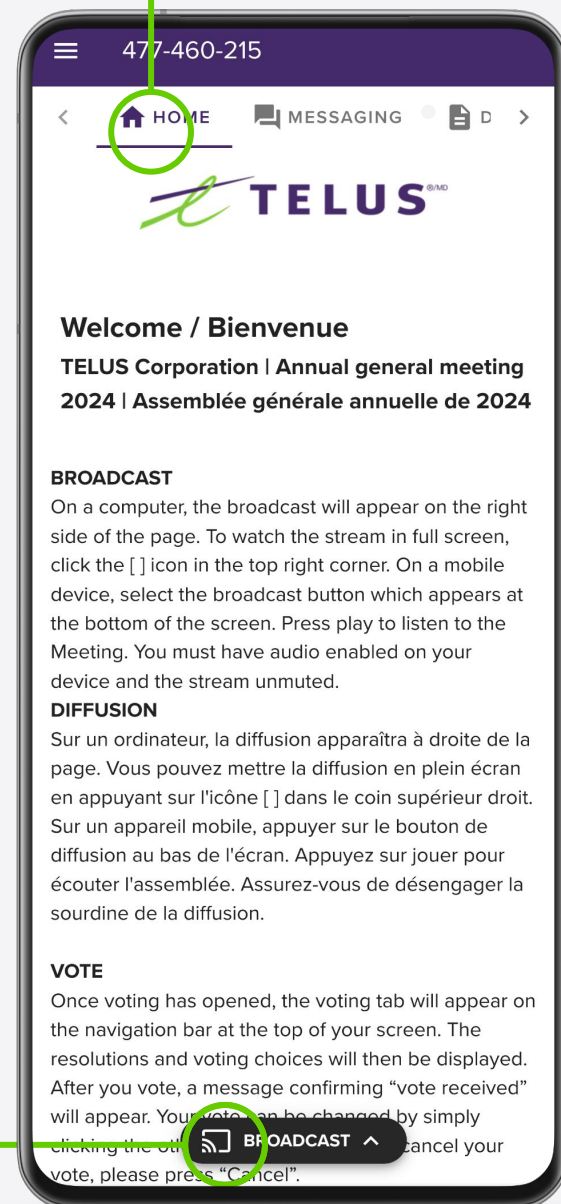 477-460-215
HOME MESSAGING D
TELUS®/MD™
Welcome / Bienvenue
TELUS Corporation | Annual general meeting
2024 | Assemblée générale annuelle de 2024
BROADCAST
On a computer, the broadcast will appear on the right
side of the page. To watch the stream in full screen,
click the [ ] icon in the top right corner. On a mobile
device, select the broadcast button which appears at
the bottom of the screen. Press play to listen to the
Meeting. You must have audio enabled on your
device and the stream unmuted.
DIFFUSION
Sur un ordinateur, la diffusion apparaîtra à droite de la
page. Vous pouvez mettre la diffusion en plein écran
en appuyant sur l'icône [ ] dans le coin supérieur droit.
Sur un appareil mobile, appuyer sur le bouton de
diffusion au bas de l'écran. Appuyez sur jouer pour
écouter l'assemblée. Assurez-vous de désengager la
sourdine de la diffusion.
VOTE
Once voting has opened, the voting tab will appear on
the navigation bar at the top of your screen. The
resolutions and voting choices will then be displayed.
After you vote, a message confirming “vote received”
will appear. Your vote can be changed by simply
clicking the cancel your
BROADCAST
vote, please press “Cancel”.